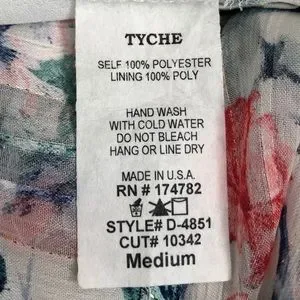 TYCHE
SELF 100% POLYESTER
LINING 100% POLY
HAND WASH
WITH COLD WATER
DO NOT BLEACH
HANG OR LINE DRY
MADE IN U.S.A.
RN # 174782
STYLE# D-4851
CUT# 10342
Medium